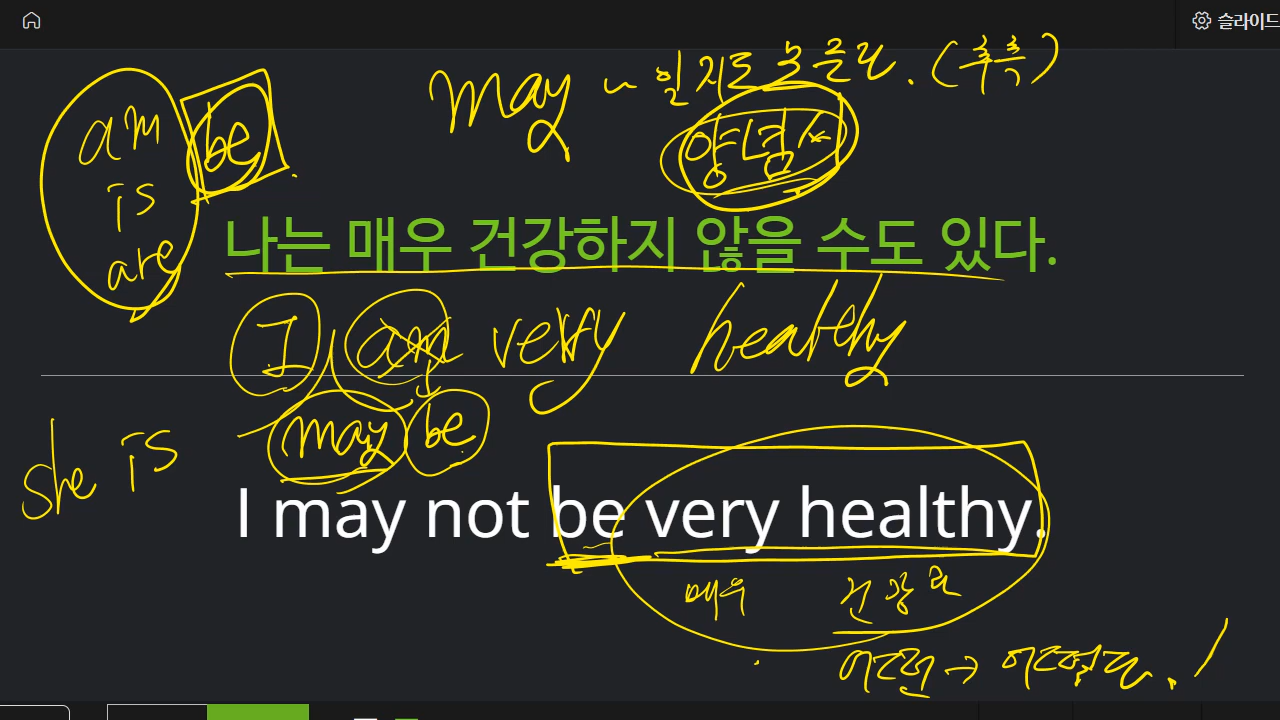 슬라이드
may ~ 일지도 모른다. (추측)
양념
am be
is
are
나는 매우 건강하지 않을 수도 있다.
I am very healthy
may be
she is
I may not be very healthy.
매우 건강한
어떤 →